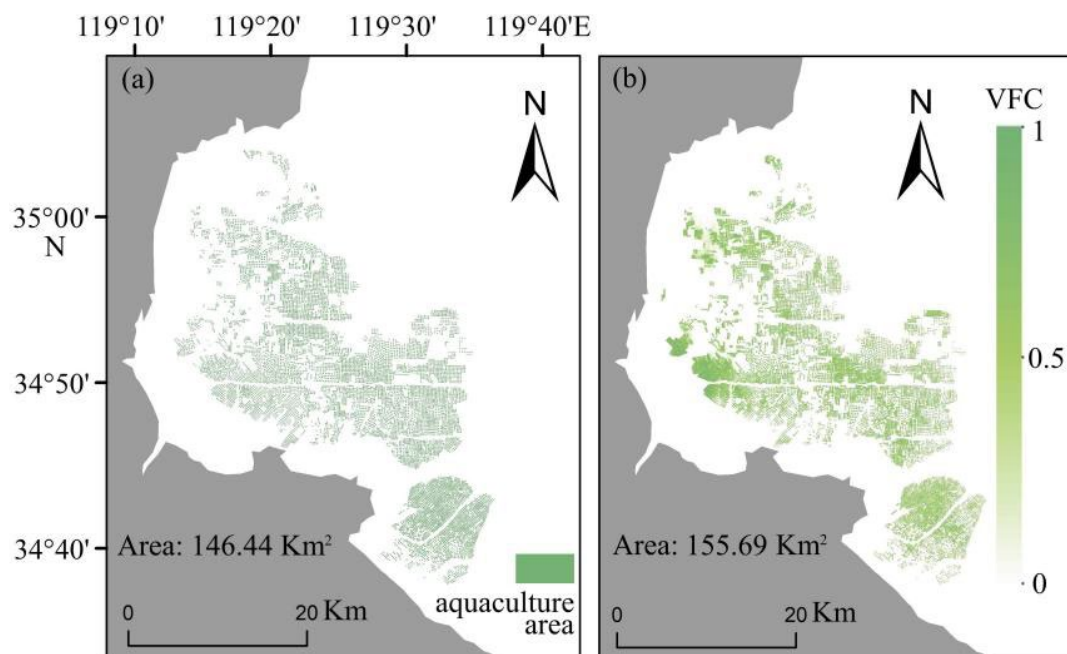 119°10' 119°20' 119°30' 119°40'E
(a)
N
35°00'
N
34°50'
34°40'
Area: 146.44 Km²
aquaculture
area
0 20 Km
(b)
N
VFC
1
0.5
0
Area: 155.69 Km²
0 20